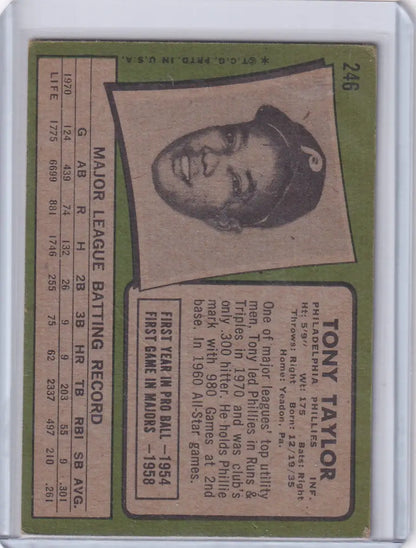 246
*©T.C.G. PRTD. IN U.S.A.
TONY TAYLOR
PHILADELPHIA PHILLIES INF.
Ht: 5'9" Wt: 175 Bats: Right
Throws: Right Born: 12/19/35
Home: Yeadon, Pa.
One of major leagues' top utility
men, Tony led Phillies in Runs &
Triples in 1970 and was club's
only .300 hitter. He holds Phillie
mark with 980 Games at 2nd
base. In 1960 All-Star games.
FIRST YEAR IN PRO BALL—1954
FIRST GAME IN MAJORS—1958
P
MAJOR LEAGUE BATTING RECORD
G AB R H 2B 3B HR TB RBI SB AVG.
1970 124 439 74 132 26 9 9 203 55 9 .301
LIFE 1775 6699 881 1746 255 75 62 2337 497 210 .261